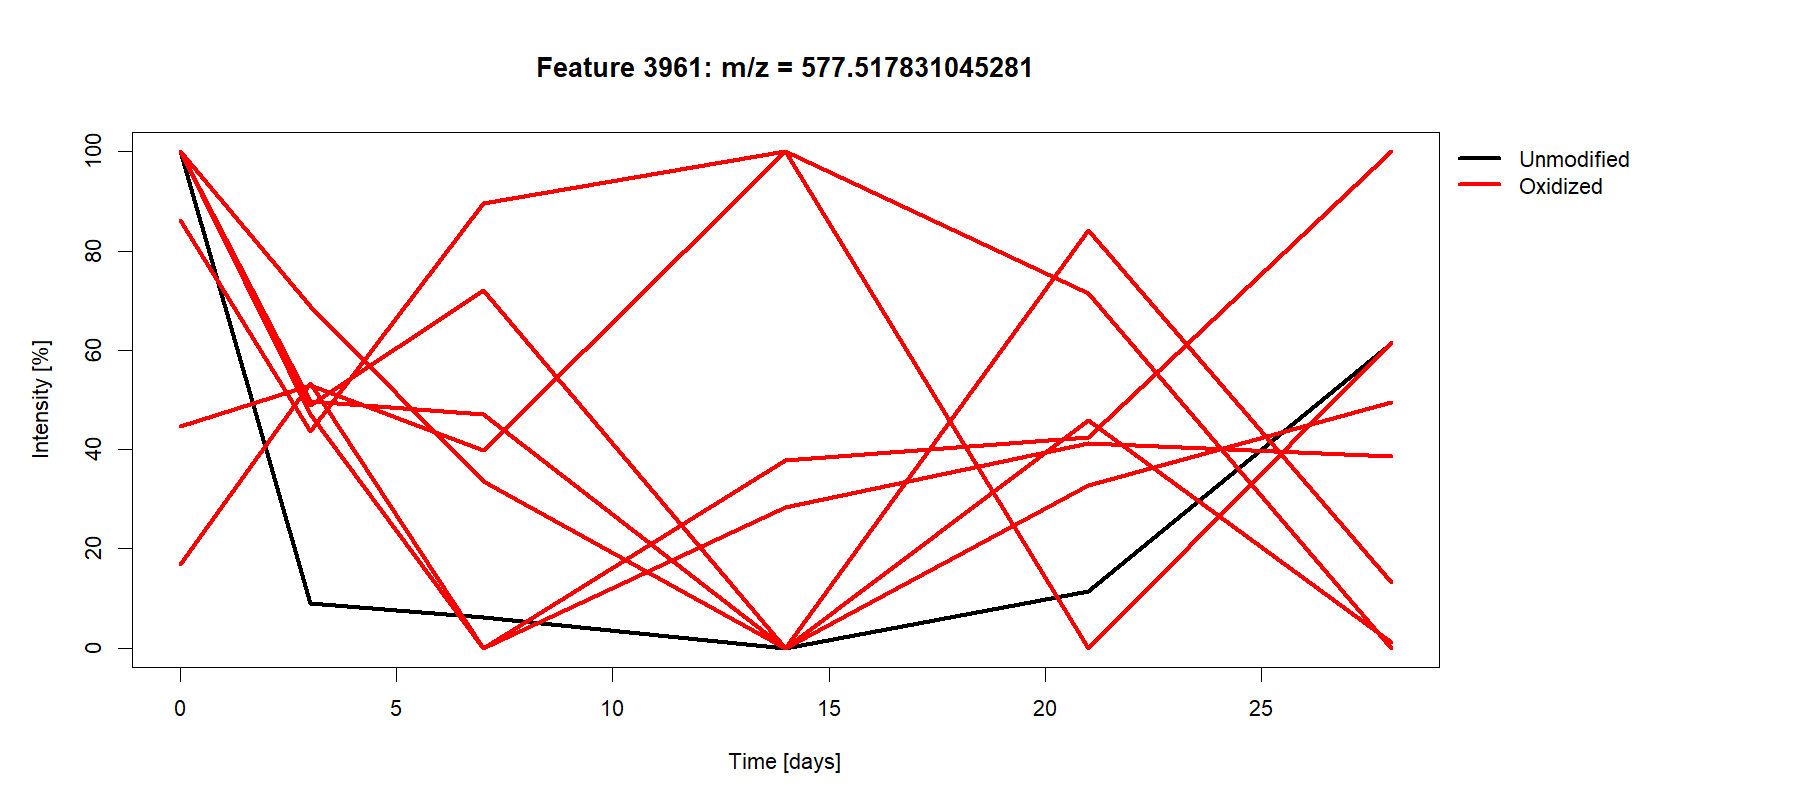 Feature 3961: m/z = 577.517831045281
Unmodified
Oxidized
Intensity [%]
100
80
60
40
20
0
0 5 10 15 20 25
Time [days]